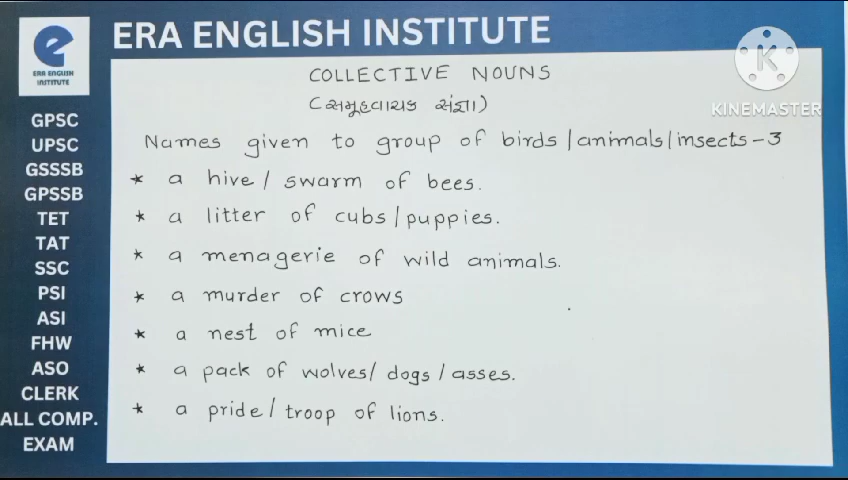 ERA ENGLISH INSTITUTE
ERA ENGLISH
INSTITUTE
KINEMASTER
GPSC
UPSC
GSSSB
GPSSB
TET
TAT
SSC
PSI
ASI
FHW
ASO
CLERK
ALL COMP.
EXAM
COLLECTIVE NOUNS
(સમૂહવાચક સંજ્ઞા)
Names given to group of birds/animals/insects-3
* a hive/ swarm of bees.
* a litter of cubs/puppies.
* a menagerie of wild animals.
* a murder of crows
* a nest of mice
* a pack of wolves/ dogs/asses.
* a pride/troop of lions.